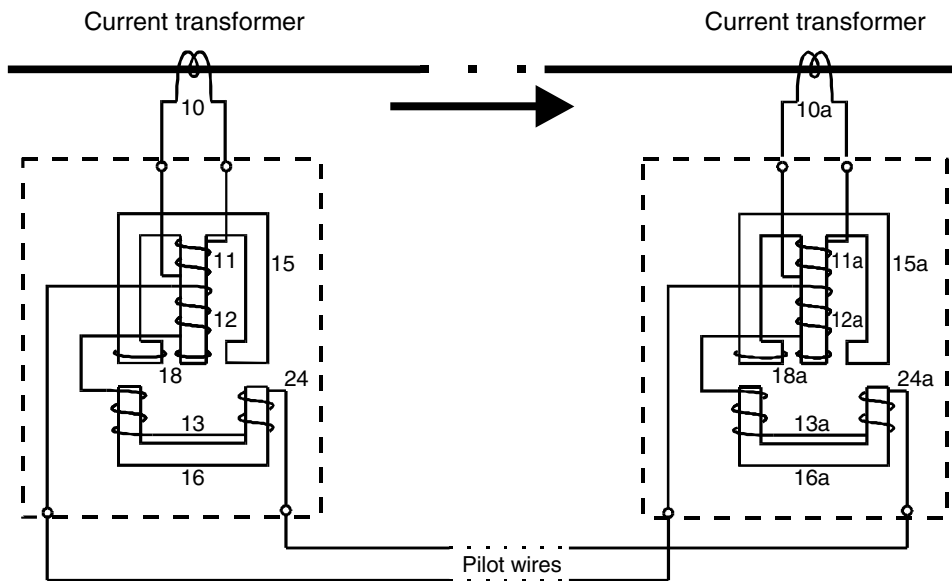 Current transformer
Current transformer
10
10a
11
15
11a
15a
12
12a
18
24
18a
24a
13
13a
16
16a
Pilot wires